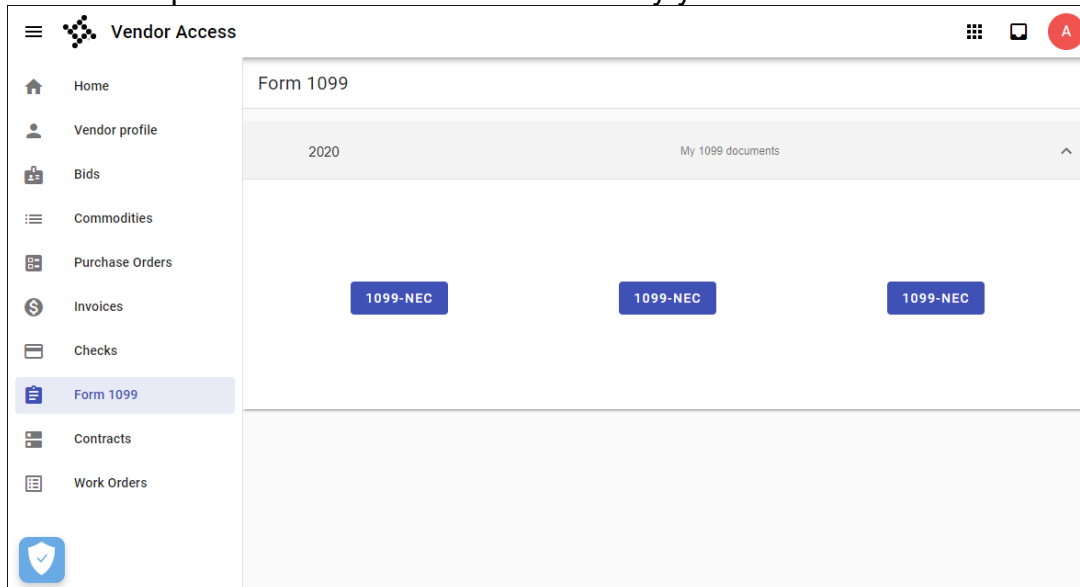 Vendor Access
A
Home
Vendor profile
Bids
Commodities
Purchase Orders
Invoices
Checks
Form 1099
Contracts
Work Orders
Form 1099
2020 My 1099 documents
1099-NEC 1099-NEC 1099-NEC